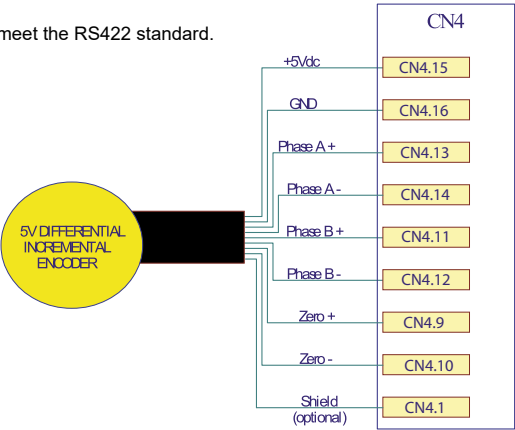 meet the RS422 standard.
CN4
+5Vdc
CN4.15
GND
CN4.16
Phase A +
CN4.13
Phase A -
CN4.14
5V DIFFERENTIAL
INCREMENTAL
ENCODER
Phase B +
CN4.11
Phase B -
CN4.12
Zero +
CN4.9
Zero -
CN4.10
Shield
(optional)
CN4.1